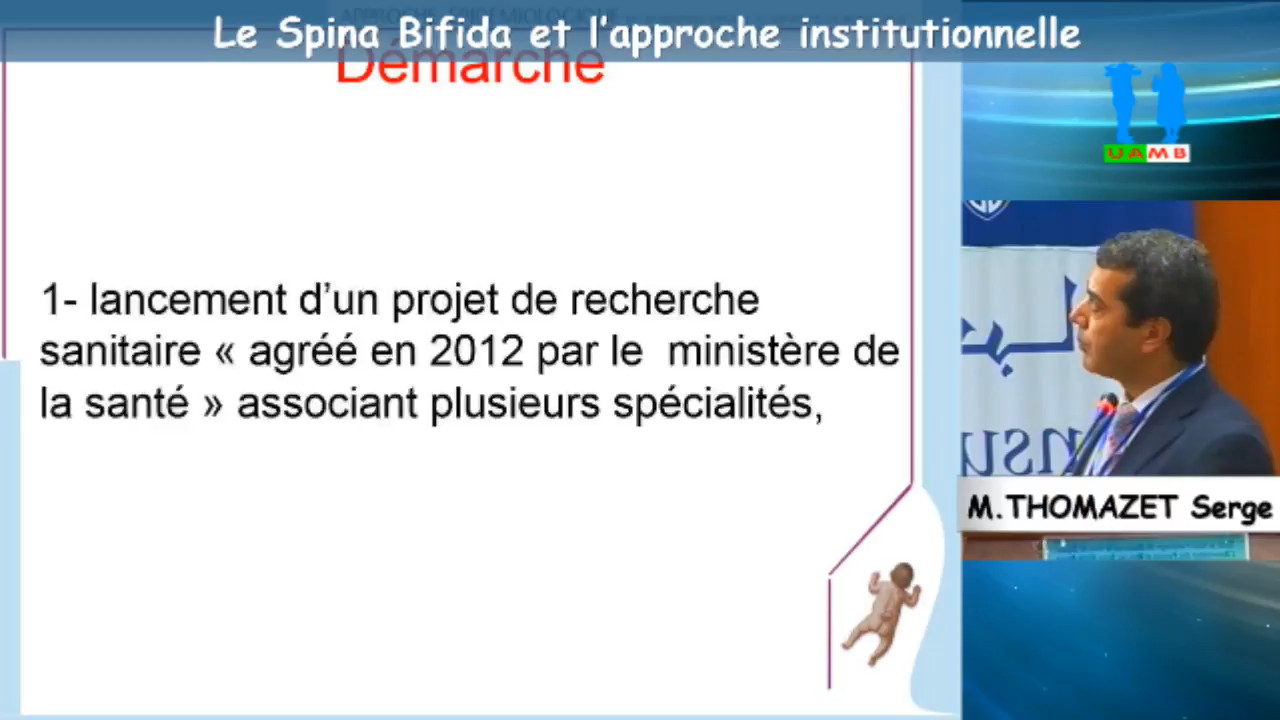 Le Spina Bifida et l'approche institutionnelle
Démarche
1- lancement d'un projet de recherche
sanitaire « agréé en 2012 par le ministère de
la santé » associant plusieurs spécialités,
UAMB
M.THOMAZET Serge